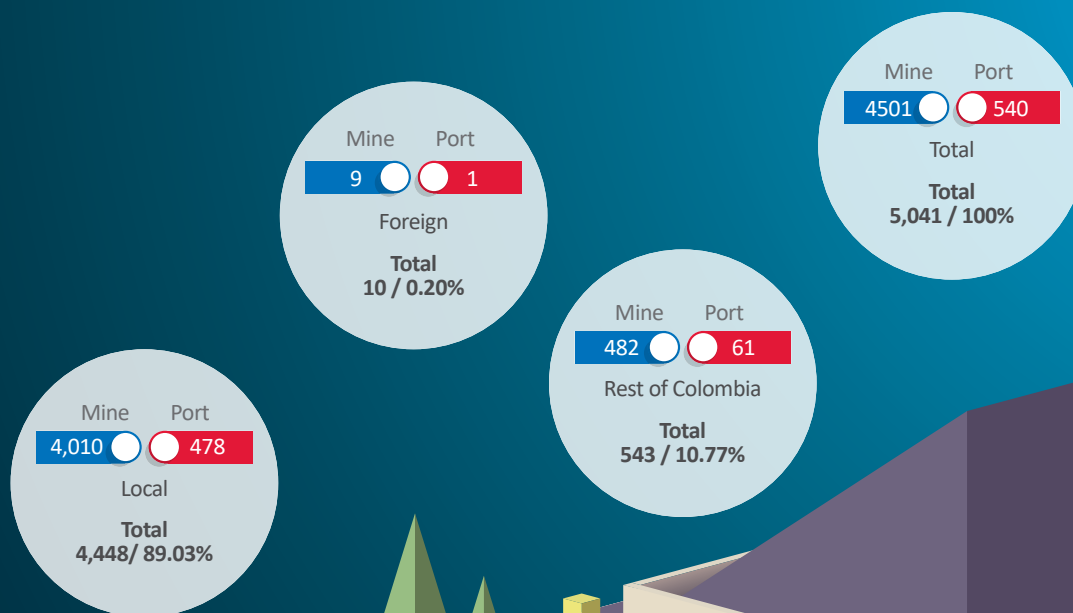 Mine Port
4,010 478
Local
Total
4,448/ 89.03%
Mine Port
9 1
Foreign
Total
10 / 0.20%
Mine Port
482 61
Rest of Colombia
Total
543 / 10.77%
Mine Port
4501 540
Total
Total
5,041 / 100%